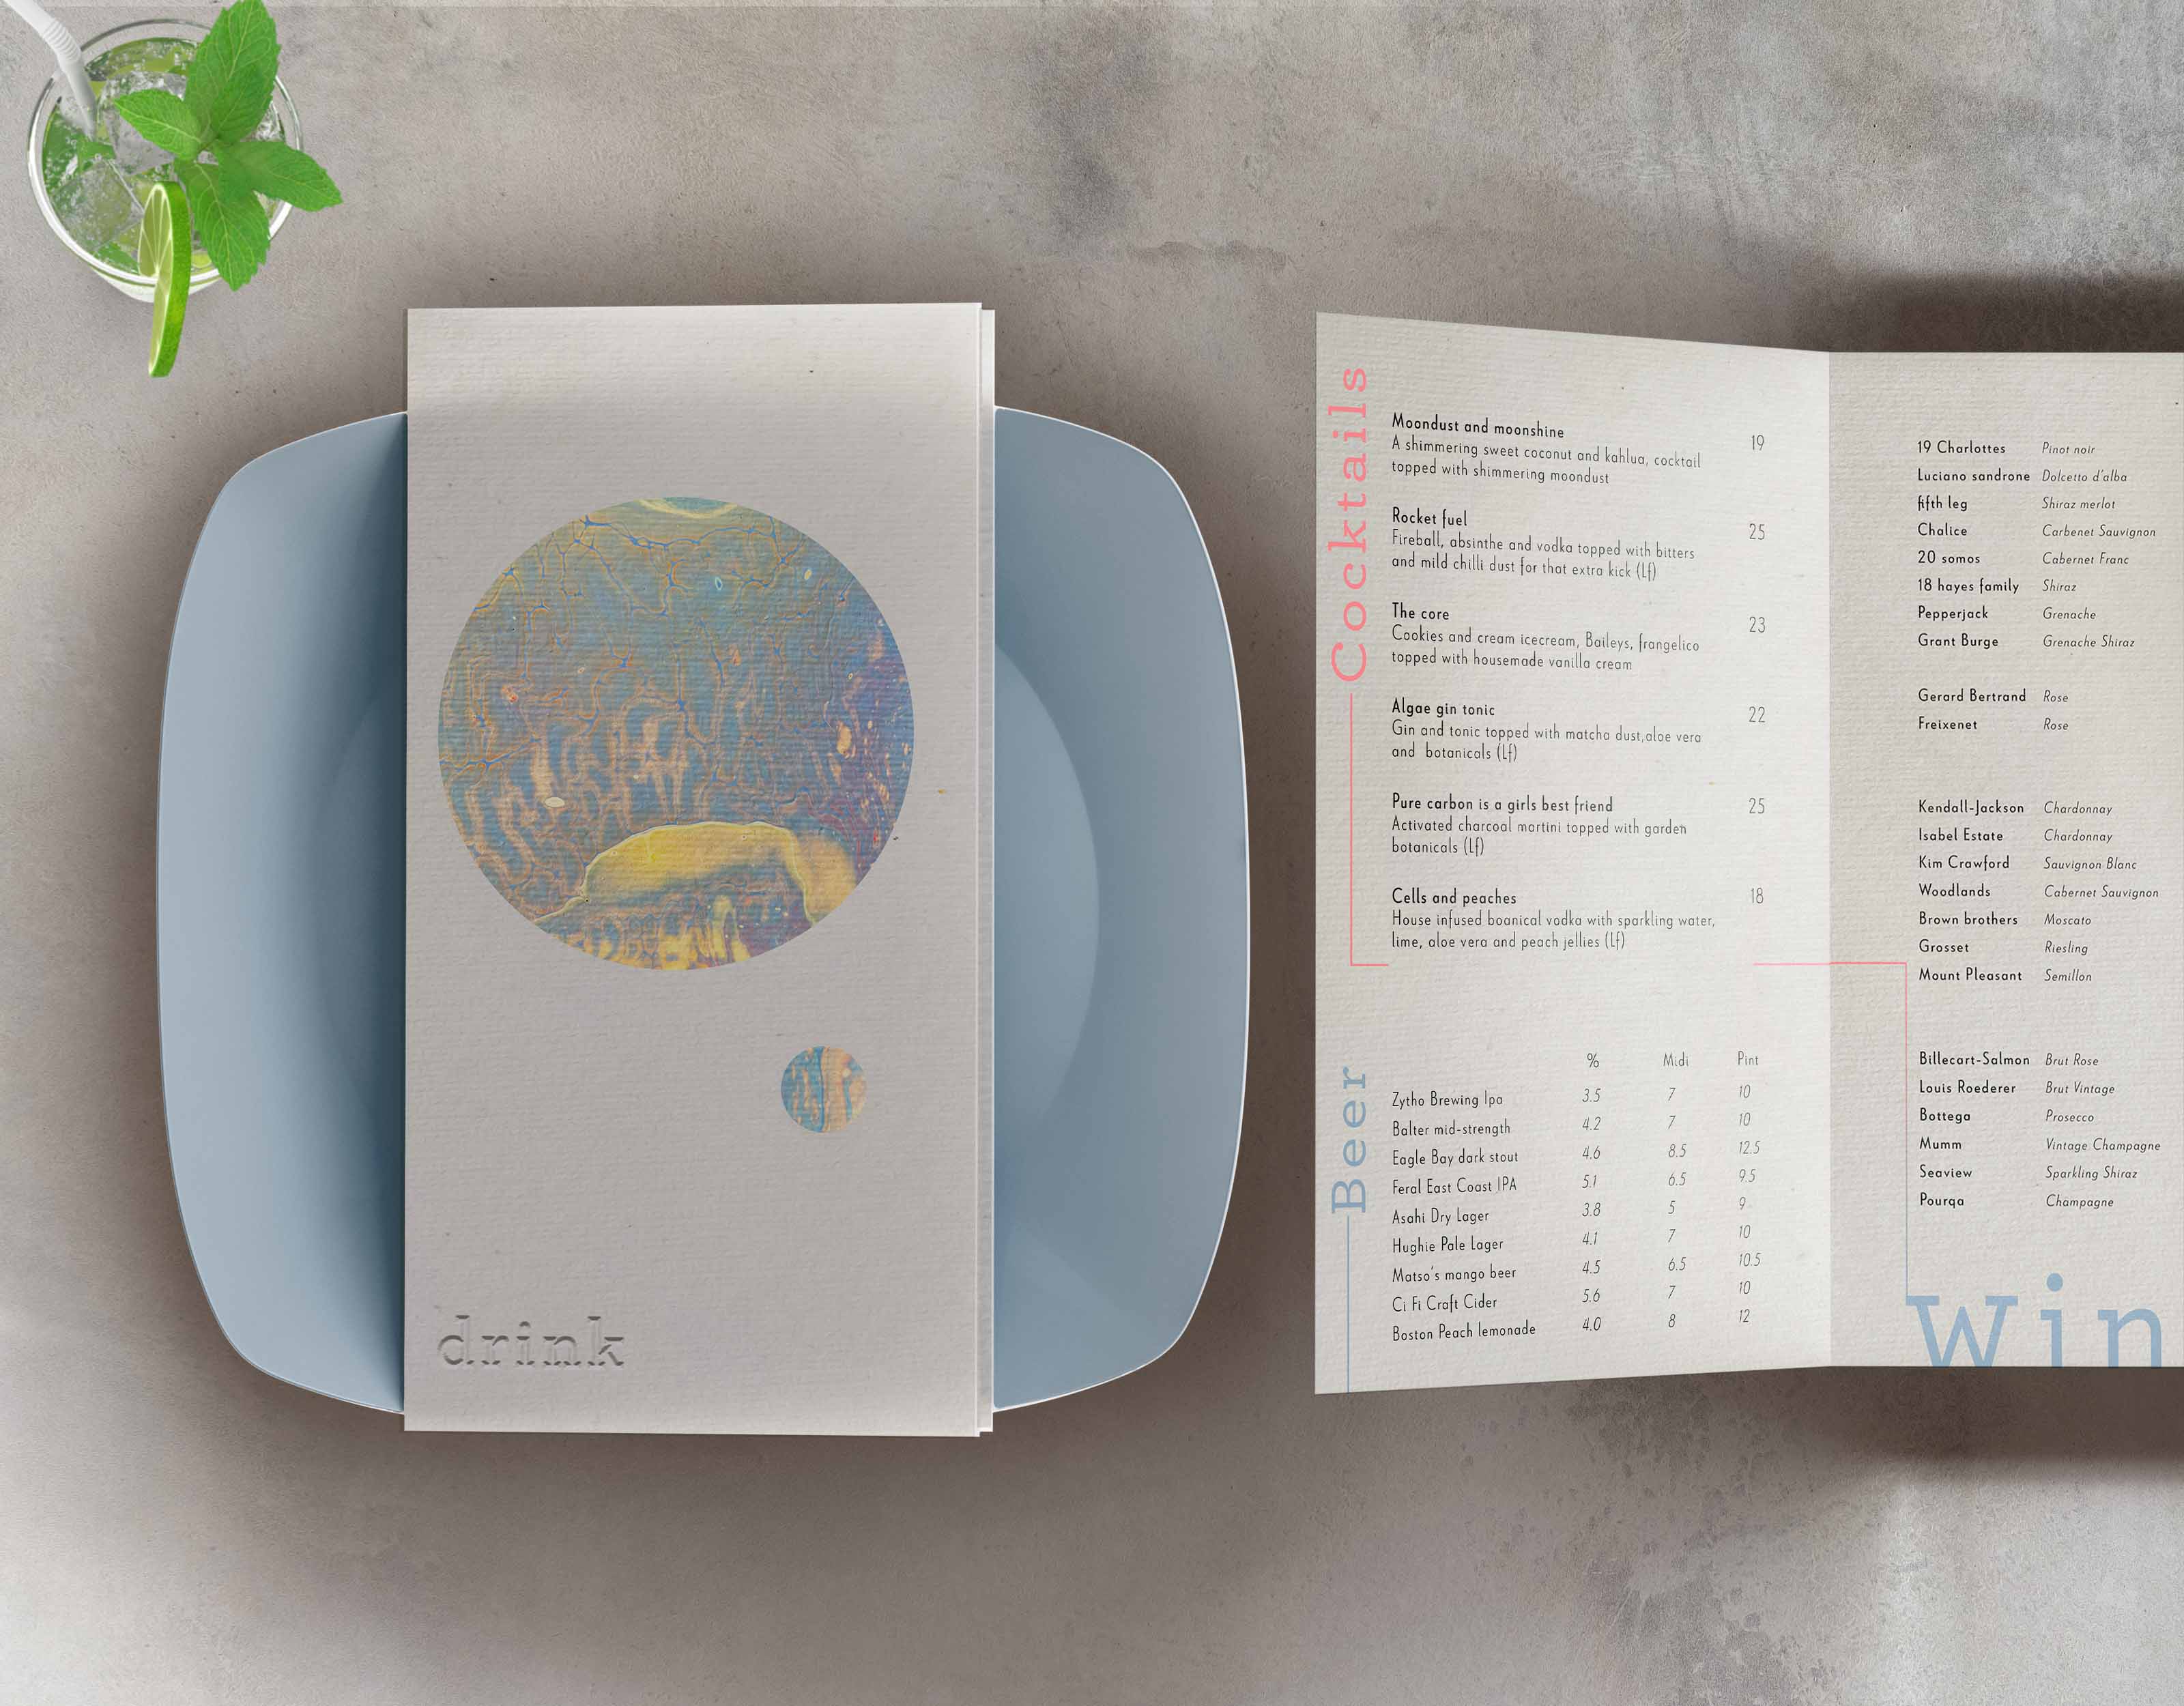 drink
Cocktails
Moondust and moonshine 19
A shimmering sweet coconut and kahlua, cocktail
topped with shimmering moondust
Rocket fuel 25
Fireball, absinthe and vodka topped with bitters
and mild chilli dust for that extra kick (Lf)
The core 23
Cookies and cream icecream, Baileys, frangelico
topped with housemade vanilla cream
Algae gin tonic 22
Gin and tonic topped with matcha dust,aloe vera
and botanicals (Lf)
Pure carbon is a girls best friend 25
Activated charcoal martini topped with garden
botanicals (Lf)
Cells and peaches 18
House infused boanical vodka with sparkling water,
lime, aloe vera and peach jellies (Lf)
Beer
% Midi Pint
Zytho Brewing Ipa 3.5 7 10
Balter mid-strength 4.2 7 10
Eagle Bay dark stout 4.6 8.5 12.5
Feral East Coast IPA 5.1 6.5 9.5
Asahi Dry Lager 3.8 5 9
Hughie Pale Lager 4.1 7 10
Matso's mango beer 4.5 6.5 10.5
Ci Fi Craft Cider 5.6 7 10
Boston Peach lemonade 4.0 8 12
19 Charlottes Pinot noir
Luciano sandrone Dolcetto d'alba
fifth leg Shiraz merlot
Chalice Carbenet Sauvignon
20 somos Cabernet Franc
18 hayes family Shiraz
Pepperjack Grenache
Grant Burge Grenache Shiraz
Gerard Bertrand Rose
Freixenet Rose
Kendall-Jackson Chardonnay
Isabel Estate Chardonnay
Kim Crawford Sauvignon Blanc
Woodlands Cabernet Sauvignon
Brown brothers Moscato
Grosset Riesling
Mount Pleasant Semillon
Billecart-Salmon Brut Rose
Louis Roederer Brut Vintage
Bottega Prosecco
Mumm Vintage Champagne
Seaview Sparkling Shiraz
Pourqa Champagne
Win